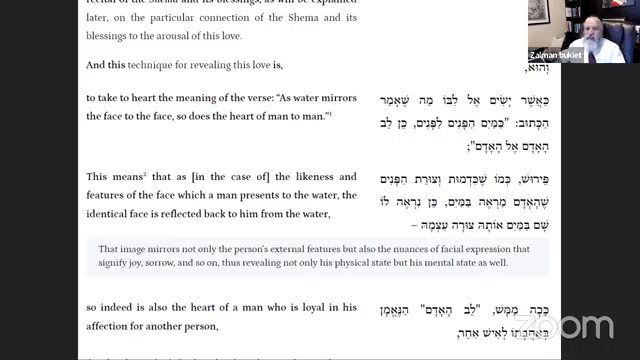 recital of the Shema and its blessings, as will be explained
later, on the particular connection of the Shema and its
blessings to the arousal of this love.
And this technique for revealing this love is,
וְהוּא,
to take to heart the meaning of the verse: “As water mirrors
the face to the face, so does the heart of man to man.”1
כַּאֲשֶׁר יָשִׂים אֶל לִבּוֹ מַה שֶּׁאָמַר
הַכָּתוּב: "כַּמַּיִם הַפָּנִים לַפָּנִים, כֵּן לֵב
הָאָדָם אֶל הָאָדָם";
This means2 that as [in the case of] the likeness and
features of the face which a man presents to the water, the
identical face is reflected back to him from the water,
פֵּירוּשׁ, כְּמוֹ שֶׁכִּדְמוּת וְצוּרַת הַפָּנִים
שֶׁהָאָדָם מַרְאֶה בַּמַּיִם, כֵּן נִרְאֶה לוֹ
שָׁם בַּמַּיִם אוֹתָהּ צוּרָה עַצְמָהּ –
That image mirrors not only the person’s external features but also the nuances of facial expression that
signify joy, sorrow, and so on, thus revealing not only his physical state but his mental state as well.
so indeed is also the heart of a man who is loyal in his
affection for another person,
כָּכָה מַמָּשׁ, "לֵב הָאָדָם" הַנֶּאֱמָן
בְּאַהֲבָתוֹ לְאִישׁ אַחֵר,
Zalman bukiet
zoom